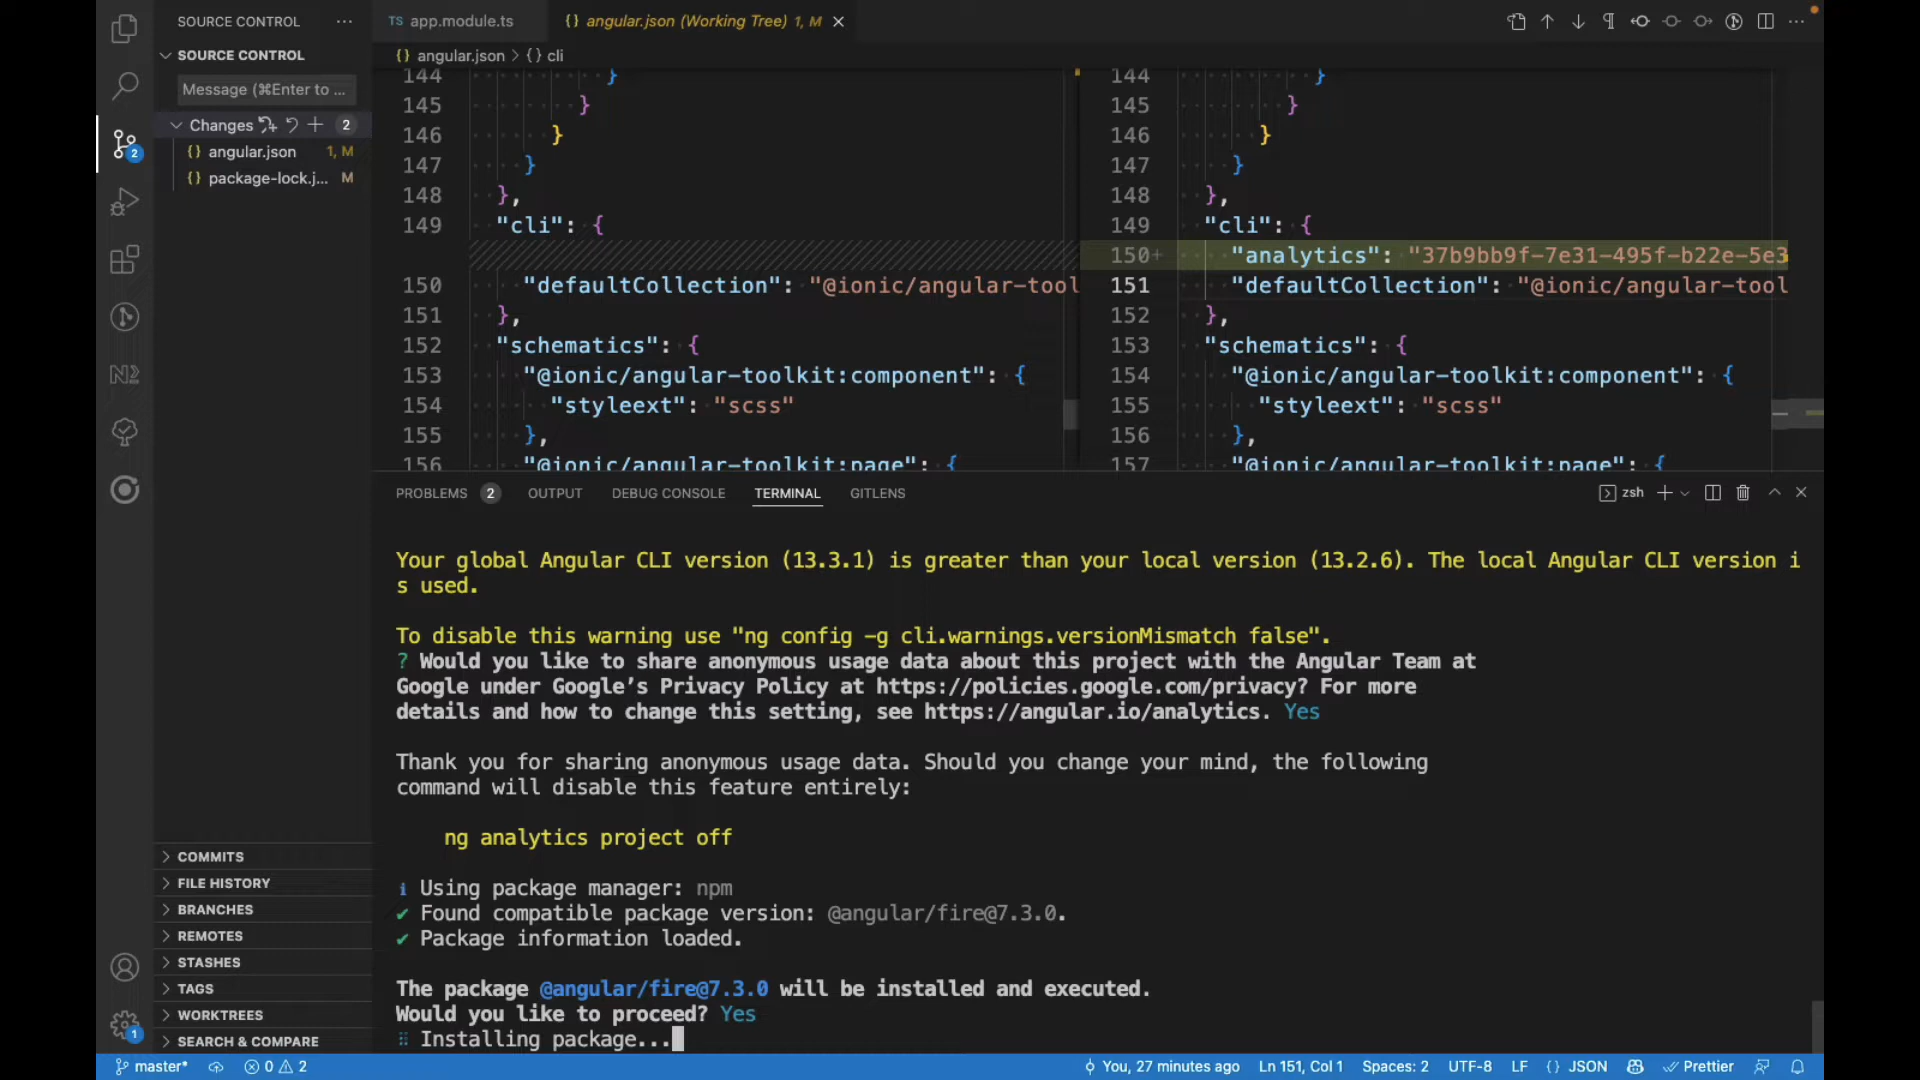 SOURCE CONTROL
SOURCE CONTROL
Message (⌘Enter to ...
Changes 2
{} angular.json 1, M
{} package-lock.j... M
COMMITS
FILE HISTORY
BRANCHES
REMOTES
STASHES
TAGS
WORKTREES
SEARCH & COMPARE
2
1
TS app.module.ts
{} angular.json (Working Tree) 1, M
{} angular.json > {} cli
144 }
145 }
146 }
147 }
148 },
149 "cli": {
150 "defaultCollection": "@ionic/angular-tool
151 },
152 "schematics": {
153 "@ionic/angular-toolkit:component": {
154 "styleext": "scss"
155 },
156 "@ionic/angular-toolkit:page": {
144 }
145 }
146 }
147 }
148 },
149 "cli": {
150+ "analytics": "37b9bb9f-7e31-495f-b22e-5e3
151 "defaultCollection": "@ionic/angular-tool
152 },
153 "schematics": {
154 "@ionic/angular-toolkit:component": {
155 "styleext": "scss"
156 },
157 "@ionic/angular-toolkit:page": {
PROBLEMS 2 OUTPUT DEBUG CONSOLE TERMINAL GITLENS
zsh
Your global Angular CLI version (13.3.1) is greater than your local version (13.2.6). The local Angular CLI version i
s used.
To disable this warning use "ng config -g cli.warnings.versionMismatch false".
? Would you like to share anonymous usage data about this project with the Angular Team at
Google under Google’s Privacy Policy at https://policies.google.com/privacy? For more
details and how to change this setting, see https://angular.io/analytics. Yes
Thank you for sharing anonymous usage data. Should you change your mind, the following
command will disable this feature entirely:
ng analytics project off
ℹ Using package manager: npm
✔ Found compatible package version: @angular/fire@7.3.0.
✔ Package information loaded.
The package @angular/fire@7.3.0 will be installed and executed.
Would you like to proceed? Yes
⠿ Installing package...
master* 0 2 You, 27 minutes ago Ln 151, Col 1 Spaces: 2 UTF-8 LF {} JSON Prettier